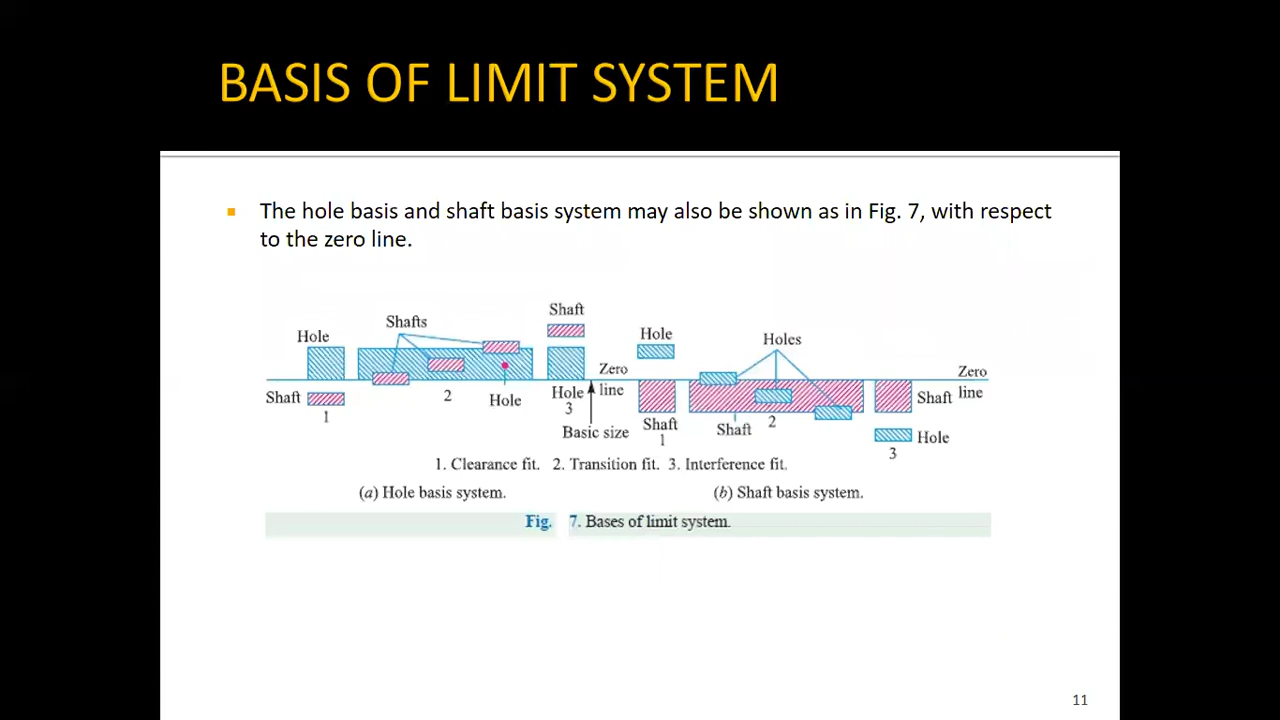 BASIS OF LIMIT SYSTEM
▪ The hole basis and shaft basis system may also be shown as in Fig. 7, with respect
to the zero line.
Shaft
Shafts
Hole
Hole
Holes
Zero
line
Zero
line
Shaft
1
2
Hole
Hole
3
Basic size
Shaft
1
Shaft
2
Shaft
Hole
3
1. Clearance fit. 2. Transition fit. 3. Interference fit.
(a) Hole basis system.
(b) Shaft basis system.
Fig. 7. Bases of limit system.
11